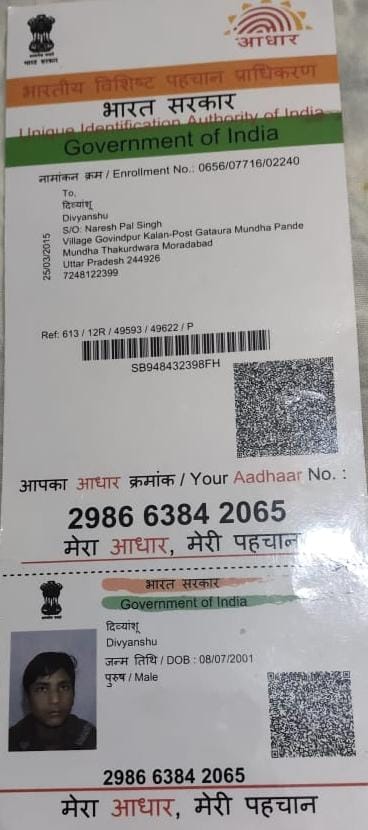 भारत सरकार
आधार
भारतीय विशिष्ट पहचान प्राधिकरण
भारत सरकार
Unique Identification Authority of India
Government of India
नामांकन क्रम / Enrollment No.: 0656/07716/02240
To,
दिव्यांशू
Divyanshu
S/O: Naresh Pal Singh
Village Govindpur Kalan-Post Gataura Mundha Pande
Mundha Thakurdwara Moradabad
Uttar Pradesh 244926
7248122399
25/03/2015
Ref: 613 / 12R / 49593 / 49622 / P
SB948432398FH
आपका आधार क्रमांक / Your Aadhaar No. :
2986 6384 2065
मेरा आधार, मेरी पहचान
भारत सरकार
Government of India
दिव्यांशू
Divyanshu
जन्म तिथि / DOB : 08/07/2001
पुरुष / Male
2986 6384 2065
मेरा आधार, मेरी पहचान